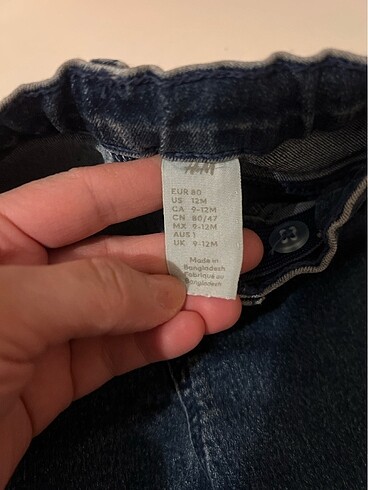 H&M
EUR 80
US 12M
CA 9-12M
CN 80/47
MX 9-12M
AUS 1
UK 9-12M
Made in
Bangladesh
Fabriqué au
Bangladesh